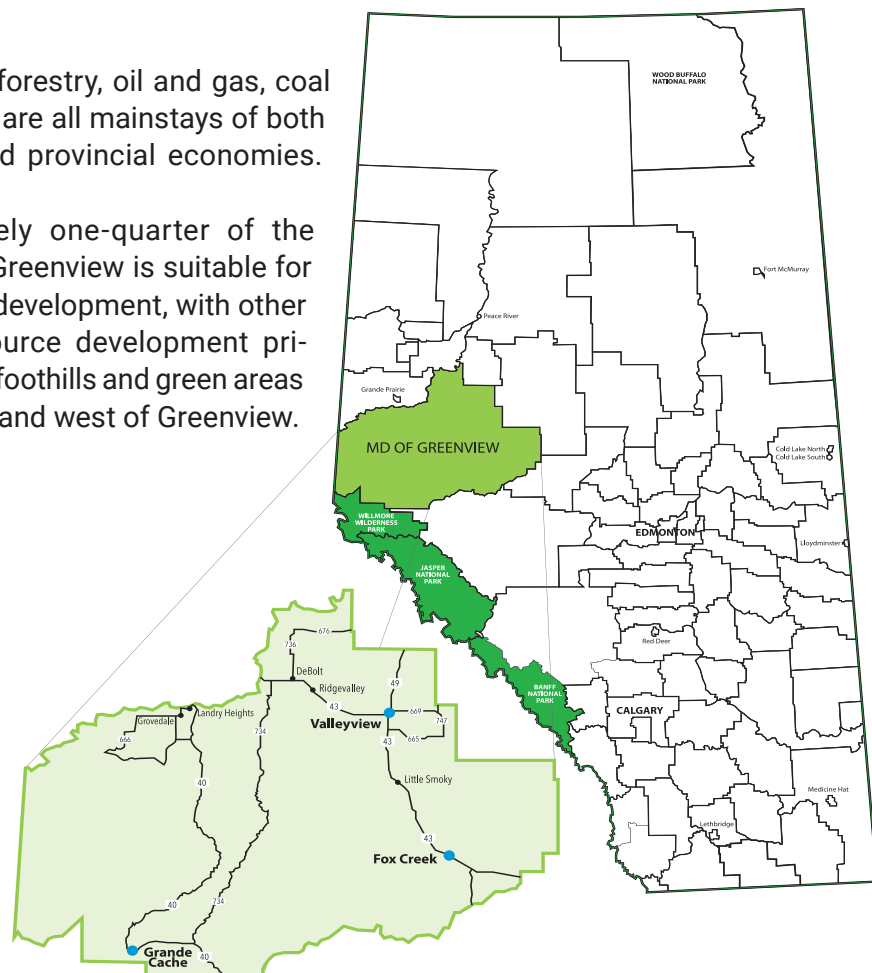 forestry, oil and gas, coal
are all mainstays of both
d provincial economies.
ely one-quarter of the
Greenview is suitable for
development, with other
ource development pri-
foothills and green areas
and west of Greenview.
WOOD BUFFALO
NATIONAL PARK
Fort McMurray
Peace River
Grande Prairie
MD OF GREENVIEW
Cold Lake North
Cold Lake South
WILLMORE
WILDERNESS
PARK
EDMONTON
Lloydminster
JASPER
NATIONAL
PARK
Red Deer
BANFF
NATIONAL
PARK
CALGARY
Medicine Hat
Lethbridge
676
736
DeBolt
Ridgevalley
49
43
669
Valleyview
747
665
43
Landry Heights
Grovedale
666
734
40
Little Smoky
43
Fox Creek
40
734
Grande
Cache
40